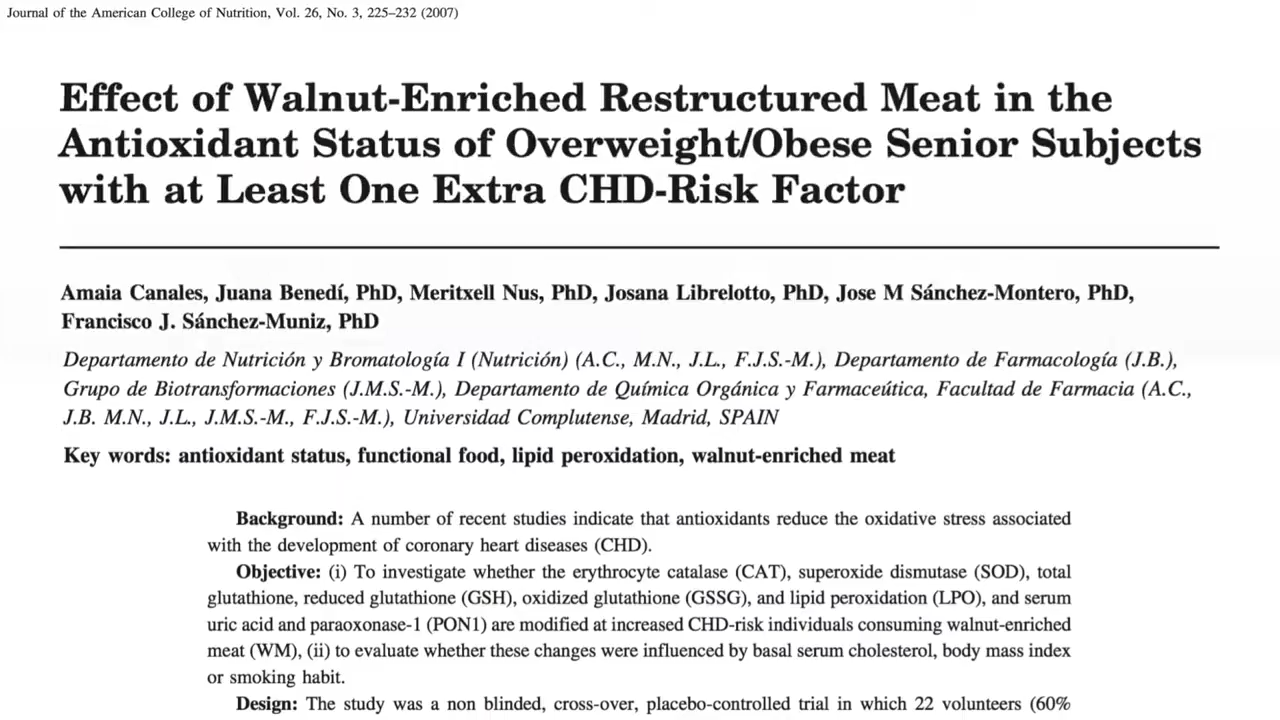 Journal of the American College of Nutrition, Vol. 26, No. 3, 225–232 (2007)
Effect of Walnut-Enriched Restructured Meat in the
Antioxidant Status of Overweight/Obese Senior Subjects
with at Least One Extra CHD-Risk Factor
Amaia Canales, Juana Benedí, PhD, Meritxell Nus, PhD, Josana Librelotto, PhD, Jose M Sánchez-Montero, PhD,
Francisco J. Sánchez-Muniz, PhD
Departamento de Nutrición y Bromatología I (Nutrición) (A.C., M.N., J.L., F.J.S.-M.), Departamento de Farmacología (J.B.),
Grupo de Biotransformaciones (J.M.S.-M.), Departamento de Química Orgánica y Farmaceútica, Facultad de Farmacia (A.C.,
J.B. M.N., J.L., J.M.S.-M., F.J.S.-M.), Universidad Complutense, Madrid, SPAIN
Key words: antioxidant status, functional food, lipid peroxidation, walnut-enriched meat
Background: A number of recent studies indicate that antioxidants reduce the oxidative stress associated
with the development of coronary heart diseases (CHD).
Objective: (i) To investigate whether the erythrocyte catalase (CAT), superoxide dismutase (SOD), total
glutathione, reduced glutathione (GSH), oxidized glutathione (GSSG), and lipid peroxidation (LPO), and serum
uric acid and paraoxonase-1 (PON1) are modified at increased CHD-risk individuals consuming walnut-enriched
meat (WM), (ii) to evaluate whether these changes were influenced by basal serum cholesterol, body mass index
or smoking habit.
Design: The study was a non blinded, cross-over, placebo-controlled trial in which 22 volunteers (60%